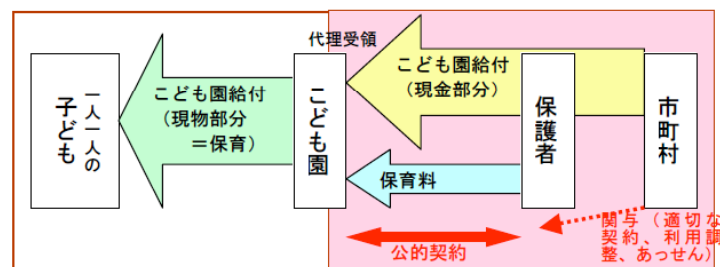 一人一人の
子ども
こども園給付
(現物部分
=保育)
こども園
代理受領
こども園給付
(現金部分)
保育料
保護者
市町村
公的契約
関与(適切な
契約、利用調
整、あっせん)